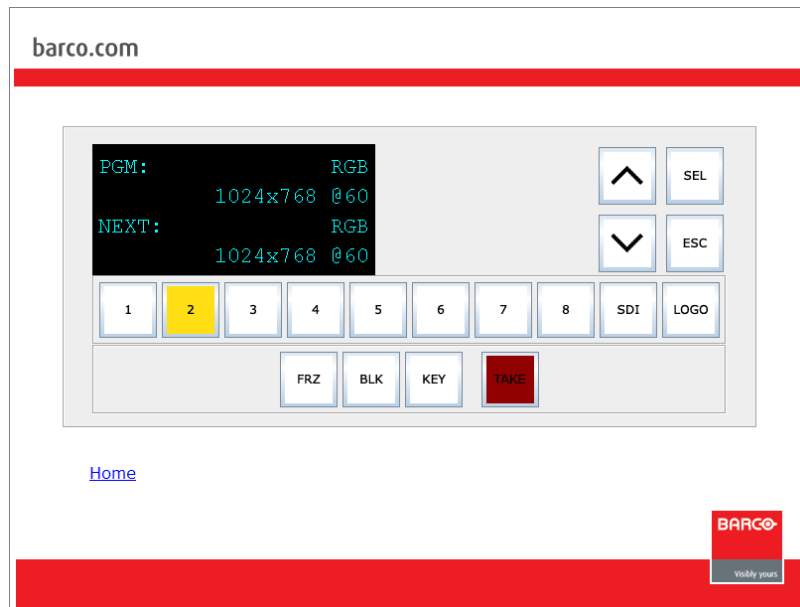 barco.com
PGM: RGB
1024x768 @60
NEXT: RGB
1024x768 @60
SEL
ESC
1 2 3 4 5 6 7 8 SDI LOGO
FRZ BLK KEY TAKE
Home
BARCO
Visibly yours